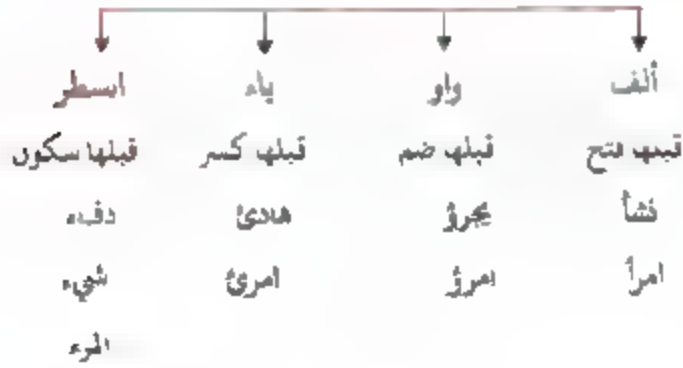 ألف واو ياء السطر
قبلها فتح قبلها ضم قبلها كسر قبلها سكون
نشأ يجرؤ هادئ دفء
امرأ امرؤ امرئ شيء
المرء